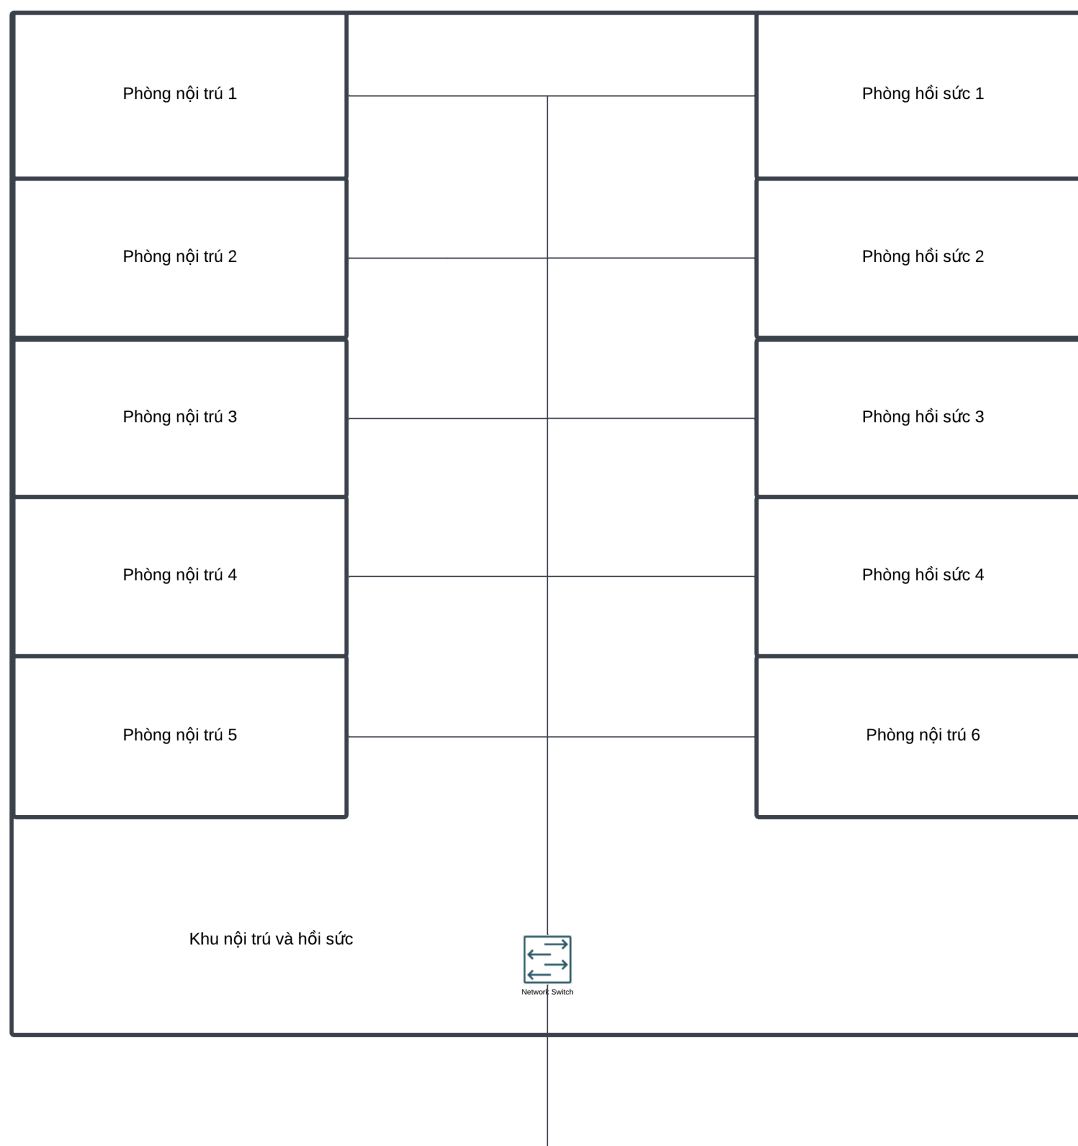 Phòng nội trú 1
Phòng hồi sức 1
Phòng nội trú 2
Phòng hồi sức 2
Phòng nội trú 3
Phòng hồi sức 3
Phòng nội trú 4
Phòng hồi sức 4
Phòng nội trú 5
Phòng nội trú 6
Khu nội trú và hồi sức
Network Switch